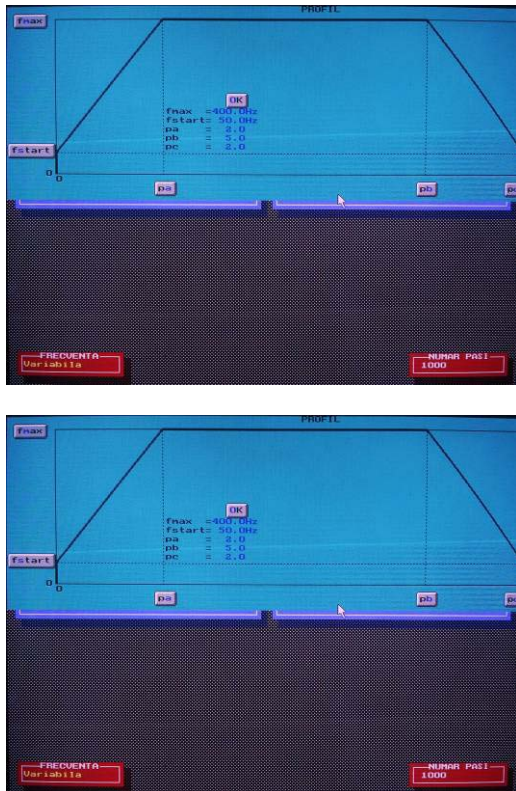 PROFIL
fmax
OK
fmax =400.0Hz
fstart= 50.0Hz
pa = 2.0
pb = 5.0
pc = 2.0
fstart
0
0
pa pb
FRECVENTA
Variabila
NUMAR PASI
1000
PROFIL
fmax
OK
fmax =400.0Hz
fstart= 50.0Hz
pa = 2.0
pb = 5.0
pc = 2.0
fstart
0
0
pa pb
FRECVENTA
Variabila
NUMAR PASI
1000